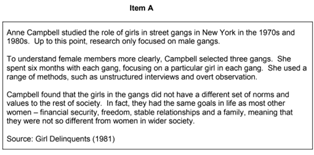 Item A
Anne Campbell studied the role of girls in street gangs in New York in the 1970s and
1980s. Up to this point, research only focused on male gangs.
To understand female members more clearly, Campbell selected three gangs. She
spent six months with each gang, focusing on a particular girl in each gang. She used a
range of methods, such as unstructured interviews and overt observation.
Campbell found that the girls in the gangs did not have a different set of norms and
values to the rest of society. In fact, they had the same goals in life as most other
women – financial security, freedom, stable relationships and a family, meaning that
they were not so different from women in wider society.
Source: Girl Delinquents (1981)